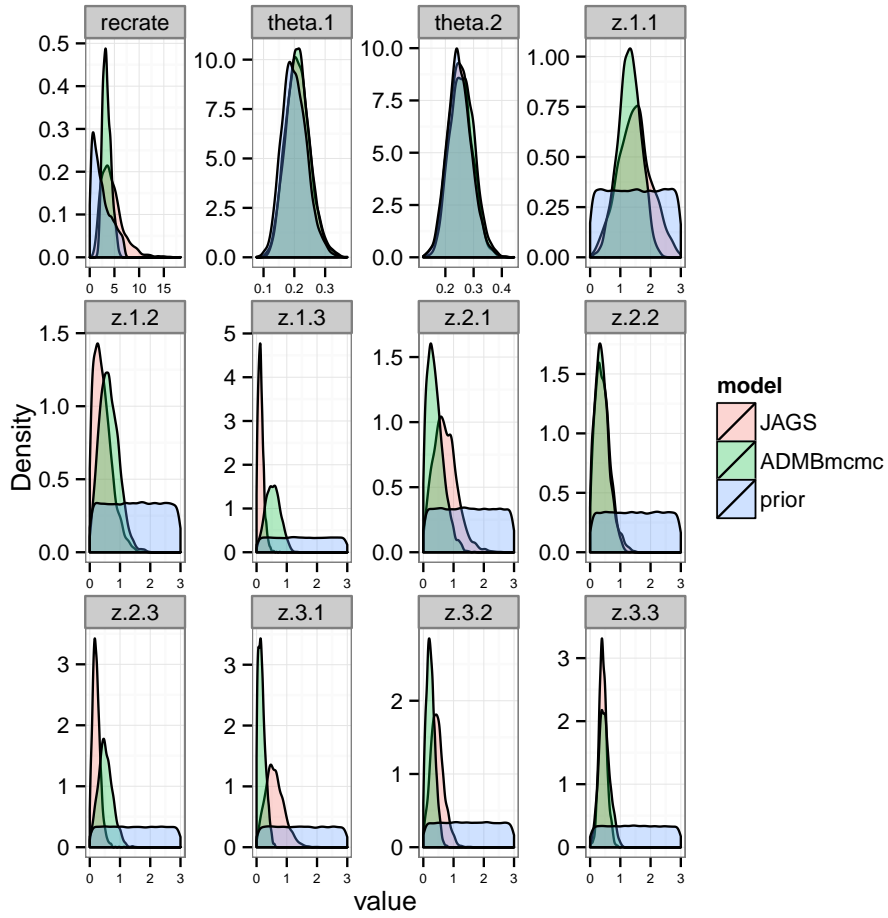 recrate theta.1 theta.2 z.1.1
0.5 0.4 0.3 0.2 0.1 0.0
10.0 7.5 5.0 2.5 0.0
10.0 7.5 5.0 2.5 0.0
1.00 0.75 0.50 0.25 0.00
0 5 10 15
0.1 0.2 0.3
0.2 0.3 0.4
0 1 2 3
z.1.2 z.1.3 z.2.1 z.2.2
1.5 1.0 0.5 0.0
5 4 3 2 1 0
1.5 1.0 0.5 0.0
1.5 1.0 0.5 0.0
0 1 2 3
0 1 2 3
0 1 2 3
0 1 2 3
z.2.3 z.3.1 z.3.2 z.3.3
3 2 1 0
3 2 1 0
2 1 0
3 2 1 0
0 1 2 3
0 1 2 3
0 1 2 3
0 1 2 3
Density
value
model
JAGS
ADMBmcmc
prior